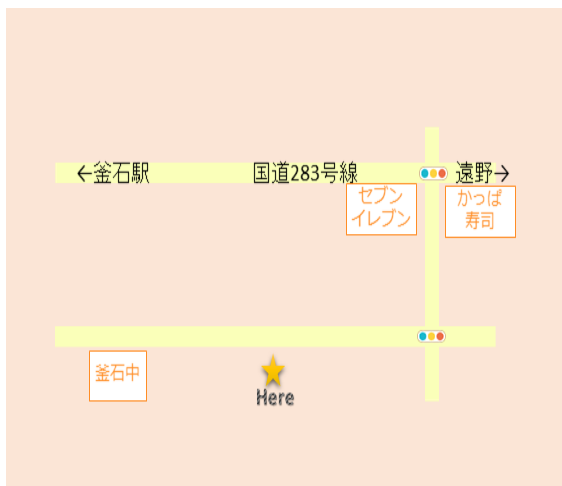 ←釜石駅
国道283号線
遠野→
セブン
イレブン
かっぱ
寿司
釜石中
Here